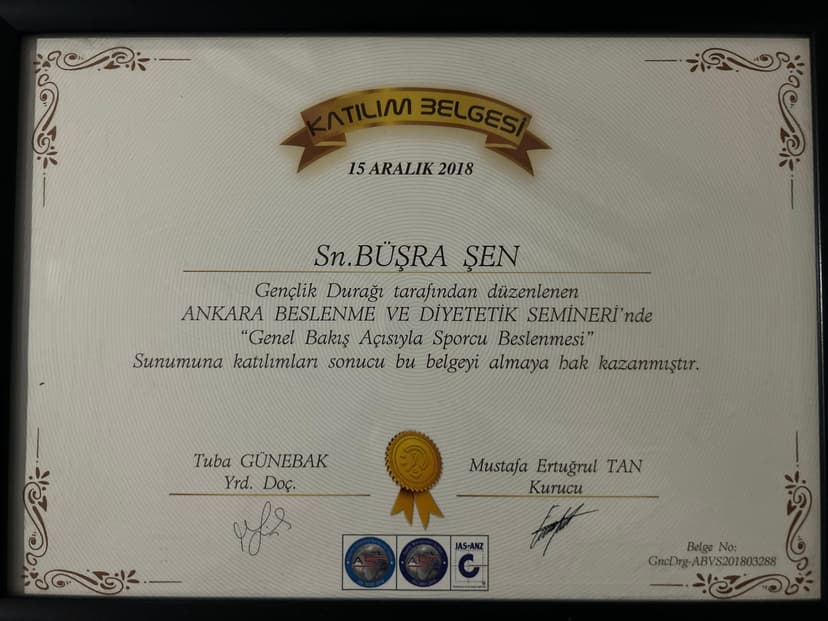 KATILIM BELGESİ
15 ARALIK 2018
Sn.BÜŞRA ŞEN
Gençlik Durağı tarafından düzenlenen
ANKARA BESLENME VE DİYETETİK SEMİNERİ'nde
“Genel Bakış Açısıyla Sporcu Beslenmesi”
Sunumuna katılımları sonucu bu belgeyi almaya hak kazanmıştır.
Tuba GÜNEBAK
Yrd. Doç.
Mustafa Ertuğrul TAN
Kurucu
JAS-ANZ
Belge No:
GncDrg-ABVS201803288